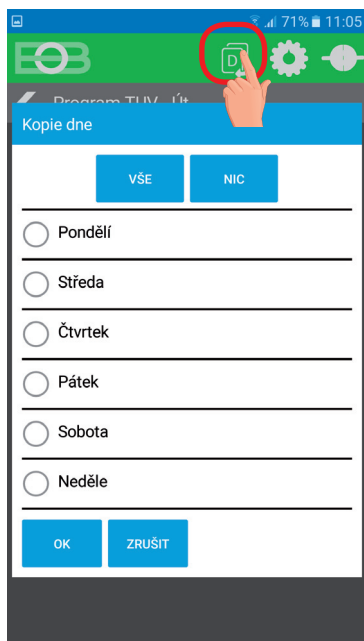 71% 11:05
EOB D
Program TUV - Út
Kopie dne
VŠE NIC
Pondělí
Středa
Čtvrtek
Pátek
Sobota
Neděle
OK ZRUŠIT